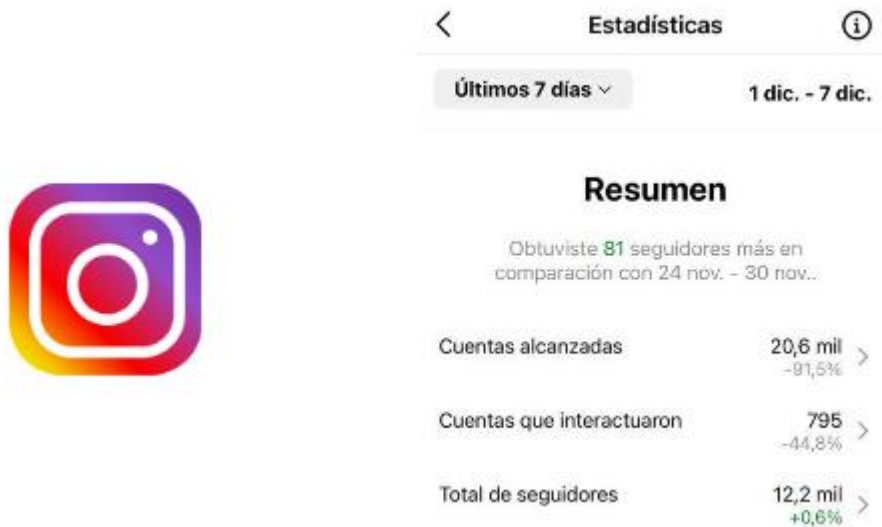 Estadísticas
Últimos 7 días
1 dic. - 7 dic.
Resumen
Obtuviste 81 seguidores más en
comparación con 24 nov. - 30 nov..
Cuentas alcanzadas
20,6 mil
-91,5%
Cuentas que interactuaron
795
-44,8%
Total de seguidores
12,2 mil
+0,6%